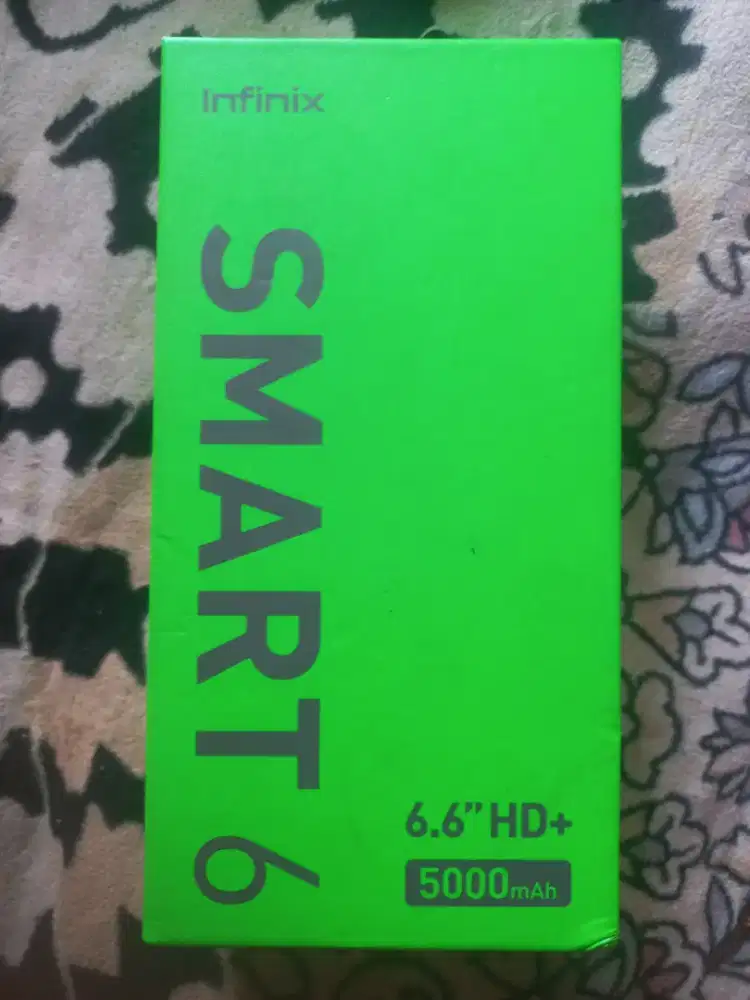 Infinix
SMART 6
6.6” HD+
5000mAh